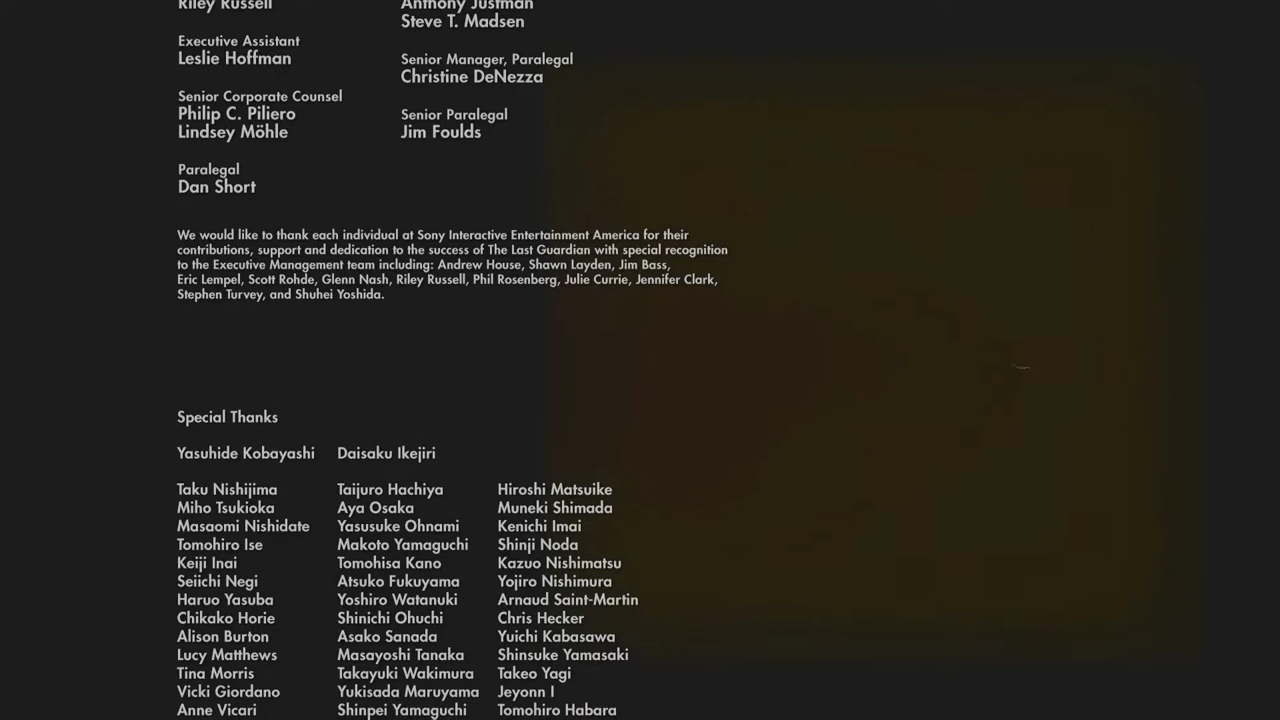 Riley Russell
Executive Assistant
Leslie Hoffman
Senior Corporate Counsel
Philip C. Piliero
Lindsey Möhle
Paralegal
Dan Short
Anthony Justman
Steve T. Madsen
Senior Manager, Paralegal
Christine DeNezza
Senior Paralegal
Jim Foulds
We would like to thank each individual at Sony Interactive Entertainment America for their
contributions, support and dedication to the success of The Last Guardian with special recognition
to the Executive Management team including: Andrew House, Shawn Layden, Jim Bass,
Eric Lempel, Scott Rohde, Glenn Nash, Riley Russell, Phil Rosenberg, Julie Currie, Jennifer Clark,
Stephen Turvey, and Shuhei Yoshida.
Special Thanks
Yasuhide Kobayashi Daisaku Ikejiri
Taku Nishijima Taijuro Hachiya Hiroshi Matsuike
Miho Tsukioka Aya Osaka Muneki Shimada
Masaomi Nishidate Yasusuke Ohnami Kenichi Imai
Tomohiro Ise Makoto Yamaguchi Shinji Noda
Keiji Inai Tomohisa Kano Kazuo Nishimatsu
Seiichi Negi Atsuko Fukuyama Yojiro Nishimura
Haruo Yasuba Yoshiro Watanuki Arnaud Saint-Martin
Chikako Horie Shinichi Ohuchi Chris Hecker
Alison Burton Asako Sanada Yuichi Kabasawa
Lucy Matthews Masayoshi Tanaka Shinsuke Yamasaki
Tina Morris Takayuki Wakimura Takeo Yagi
Vicki Giordano Yukisada Maruyama Jeyonn I
Anne Vicari Shinpei Yamaguchi Tomohiro Habara